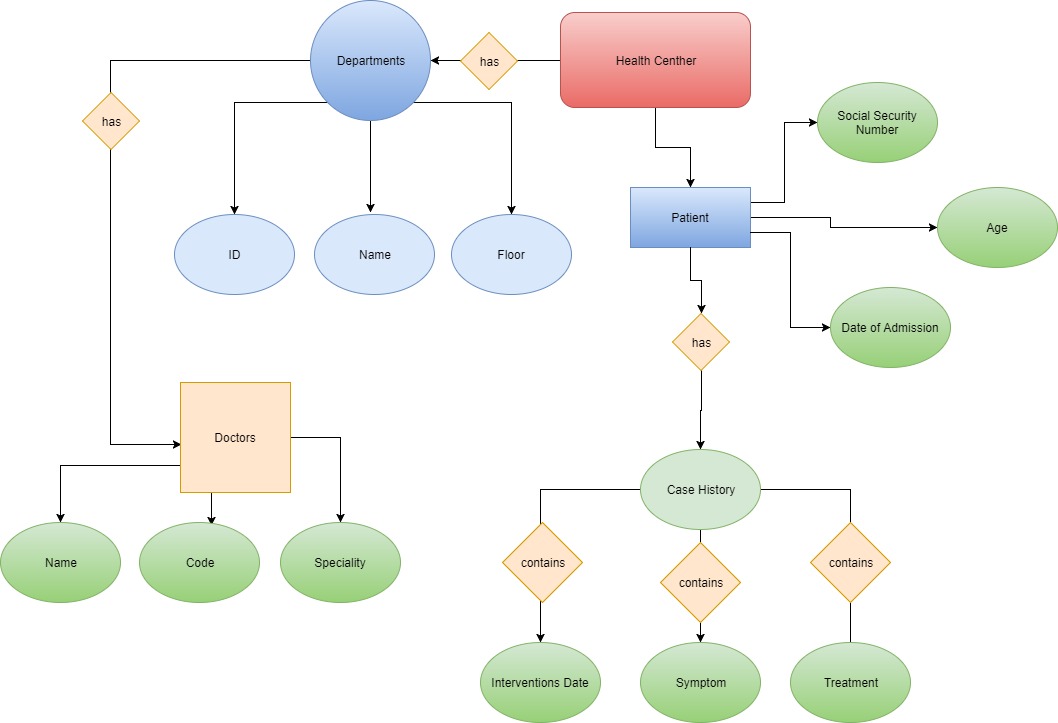 Departments
has
Health Centher
has
Social Security
Number
Patient
Age
ID
Name
Floor
Date of Admission
has
Doctors
Case History
Name
Code
Speciality
contains
contains
contains
Interventions Date
Symptom
Treatment